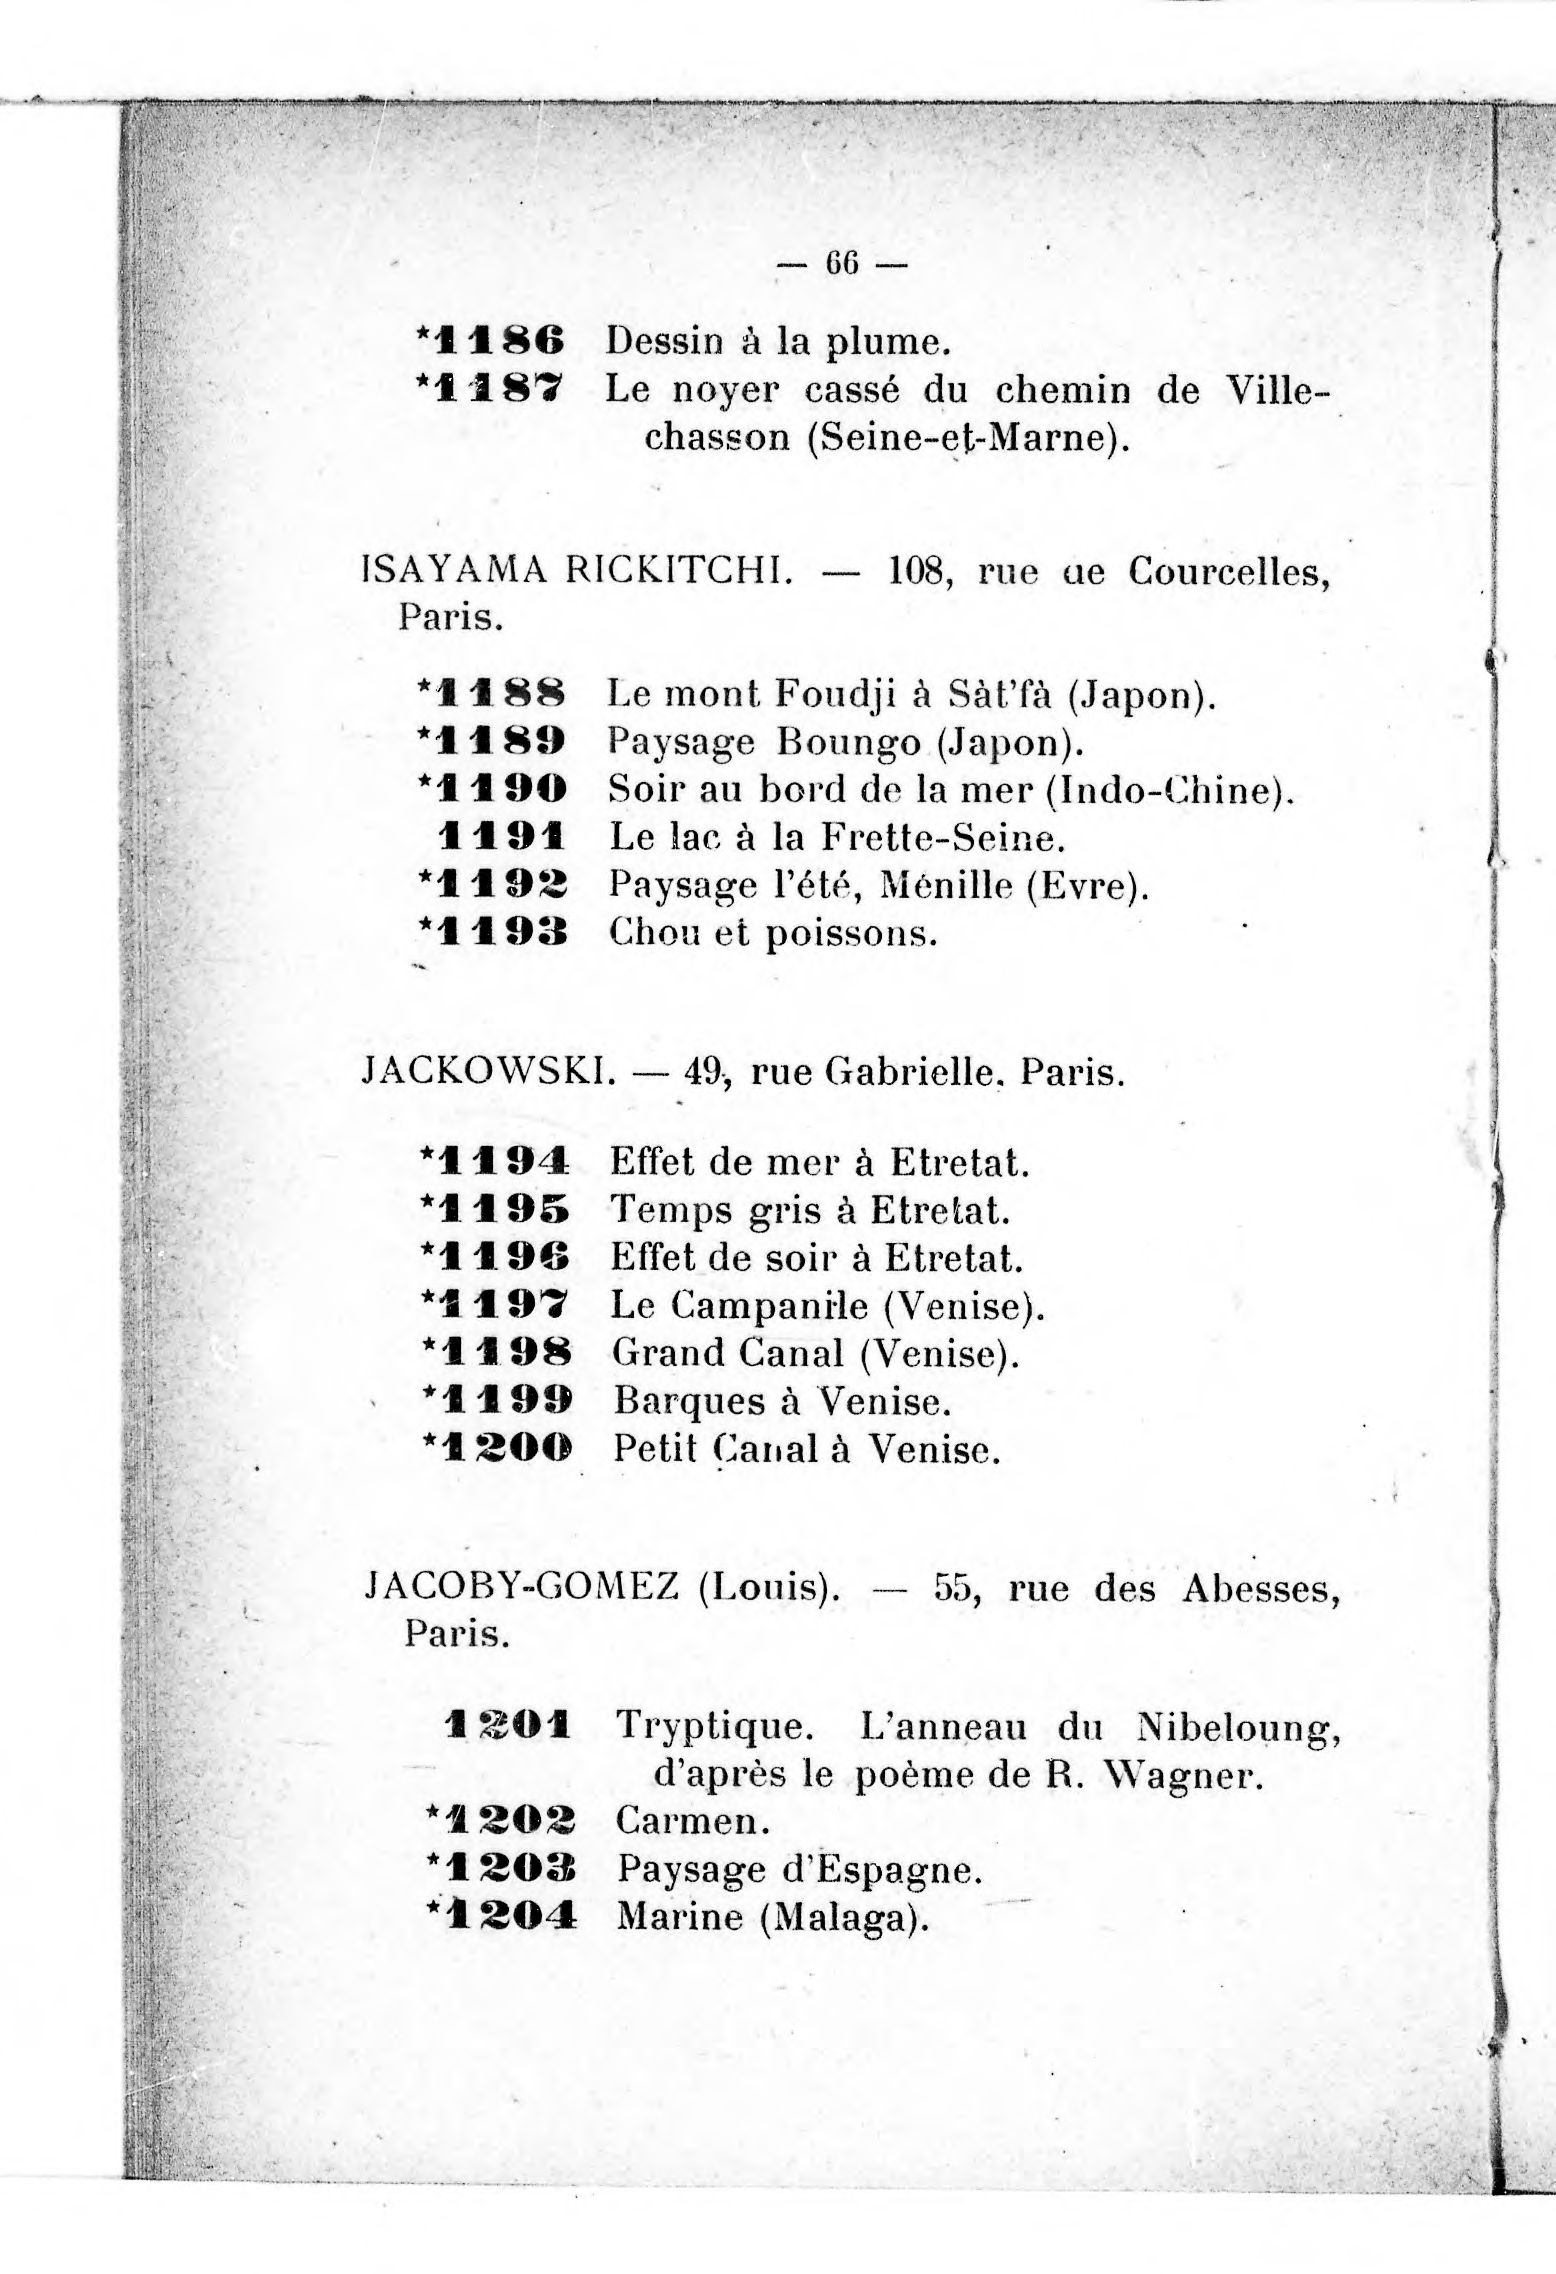 — 66 —
*1186 Dessin à la plume.
*1187 Le noyer cassé du chemin de Ville-
chasson (Seine-et-Marne).
ISAYAMA RICKITCHI. — 108, rue de Courcelles,
Paris.
*1188 Le mont Foudji à Sàt'fà (Japon).
*1189 Paysage Boungo (Japon).
*1190 Soir au bord de la mer (Indo-Chine).
1191 Le lac à la Frette-Seine.
*1192 Paysage l'été, Ménille (Evre).
*1193 Chou et poissons.
JACKOWSKI. — 49, rue Gabrielle. Paris.
*1194 Effet de mer à Etretat.
*1195 Temps gris à Etretat.
*1196 Effet de soir à Etretat.
*1197 Le Campanile (Venise).
*1198 Grand Canal (Venise).
*1199 Barques à Venise.
*1200 Petit Canal à Venise.
JACOBY-GOMEZ (Louis). — 55, rue des Abesses,
Paris.
1201 Tryptique. L'anneau du Nibeloung,
d'après le poème de R. Wagner.
*1202 Carmen.
*1203 Paysage d'Espagne.
*1204 Marine (Malaga).